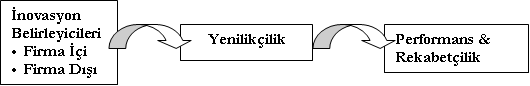 İnovasyon
Belirleyicileri
• Firma İçi
• Firma Dışı
Yenilikçilik
Performans &
Rekabetçilik